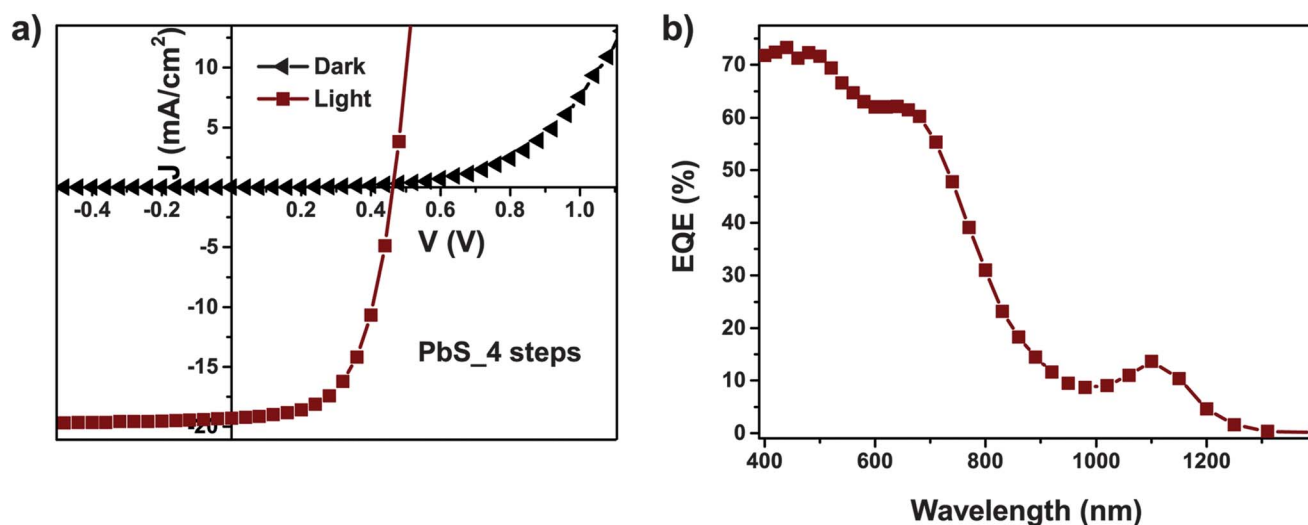 a)
J (mA/cm²)
10
5
-5
-10
-15
-20
Dark
Light
-0.4 -0.2 0.2 0.4 0.6 0.8 1.0
V (V)
PbS_4 steps
b)
EQE (%)
70
60
50
40
30
20
10
0
400 600 800 1000 1200
Wavelength (nm)